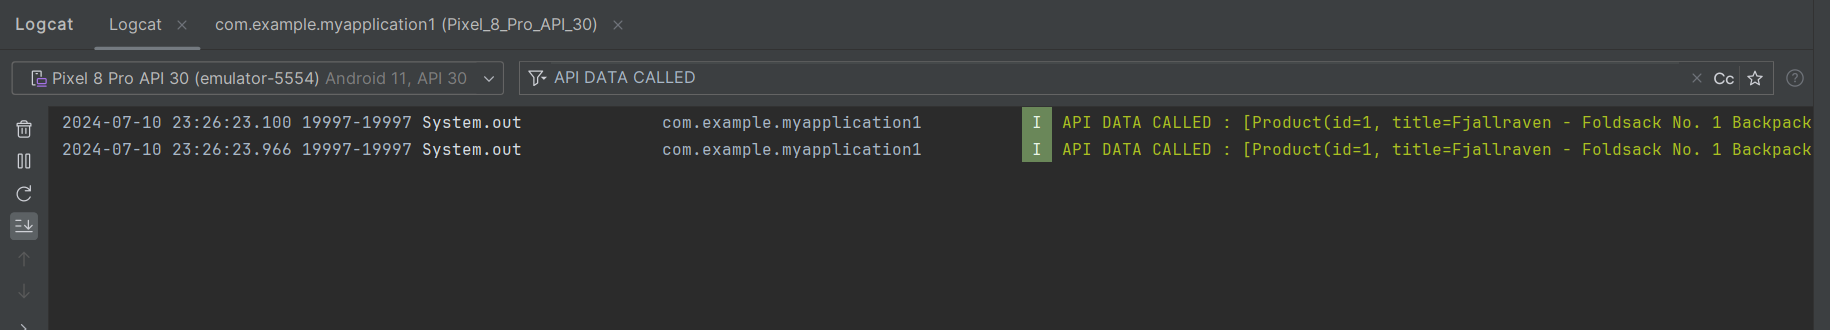 Logcat Logcat com.example.myapplication1 (Pixel_8_Pro_API_30)
Pixel 8 Pro API 30 (emulator-5554) Android 11, API 30 API DATA CALLED Cc
2024-07-10 23:26:23.100 19997-19997 System.out com.example.myapplication1 I API DATA CALLED : [Product(id=1, title=Fjallraven - Foldsack No. 1 Backpack
2024-07-10 23:26:23.966 19997-19997 System.out com.example.myapplication1 I API DATA CALLED : [Product(id=1, title=Fjallraven - Foldsack No. 1 Backpack